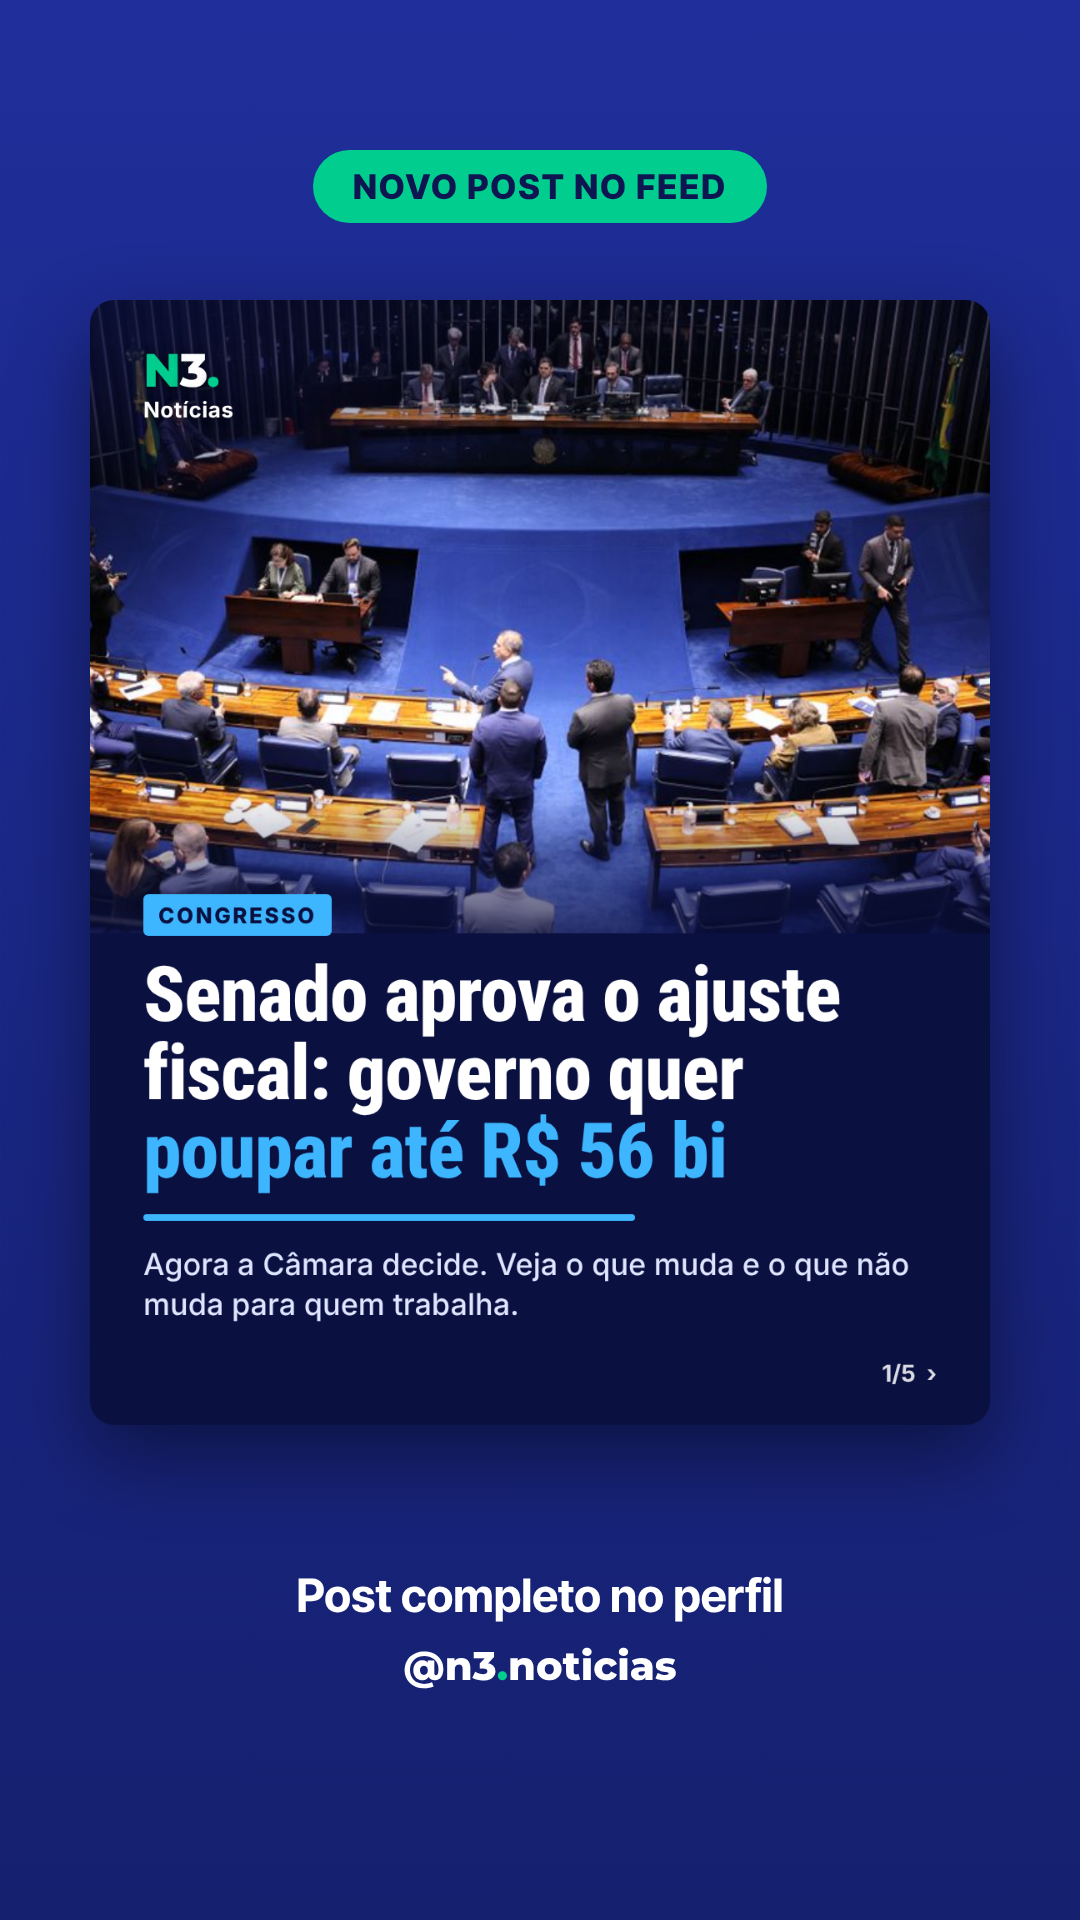 NOVO POST NO FEED
N3.
Notícias
CONGRESSO
Senado aprova o ajuste
fiscal: governo quer
poupar até R$ 56 bi
Agora a Câmara decide. Veja o que muda e o que não
muda para quem trabalha.
1/5 ›
Post completo no perfil
@n3.noticias